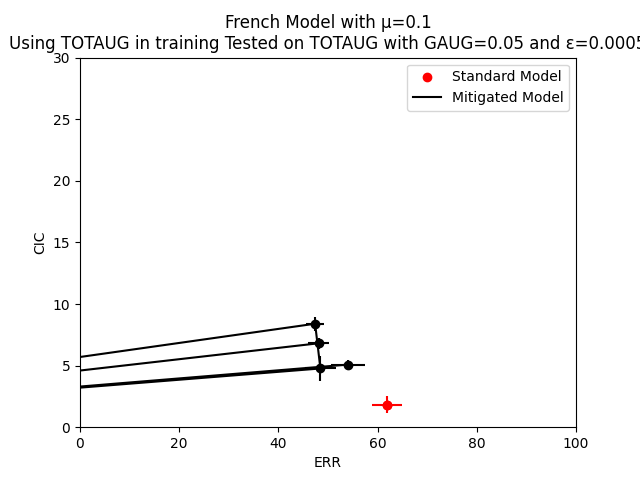 French Model with μ=0.1
Using TOTAUG in training Tested on TOTAUG with GAUG=0.05 and ε=0.0005
Standard Model
Mitigated Model
30
25
20
15
10
5
0
CIC
0 20 40 60 80 100
ERR